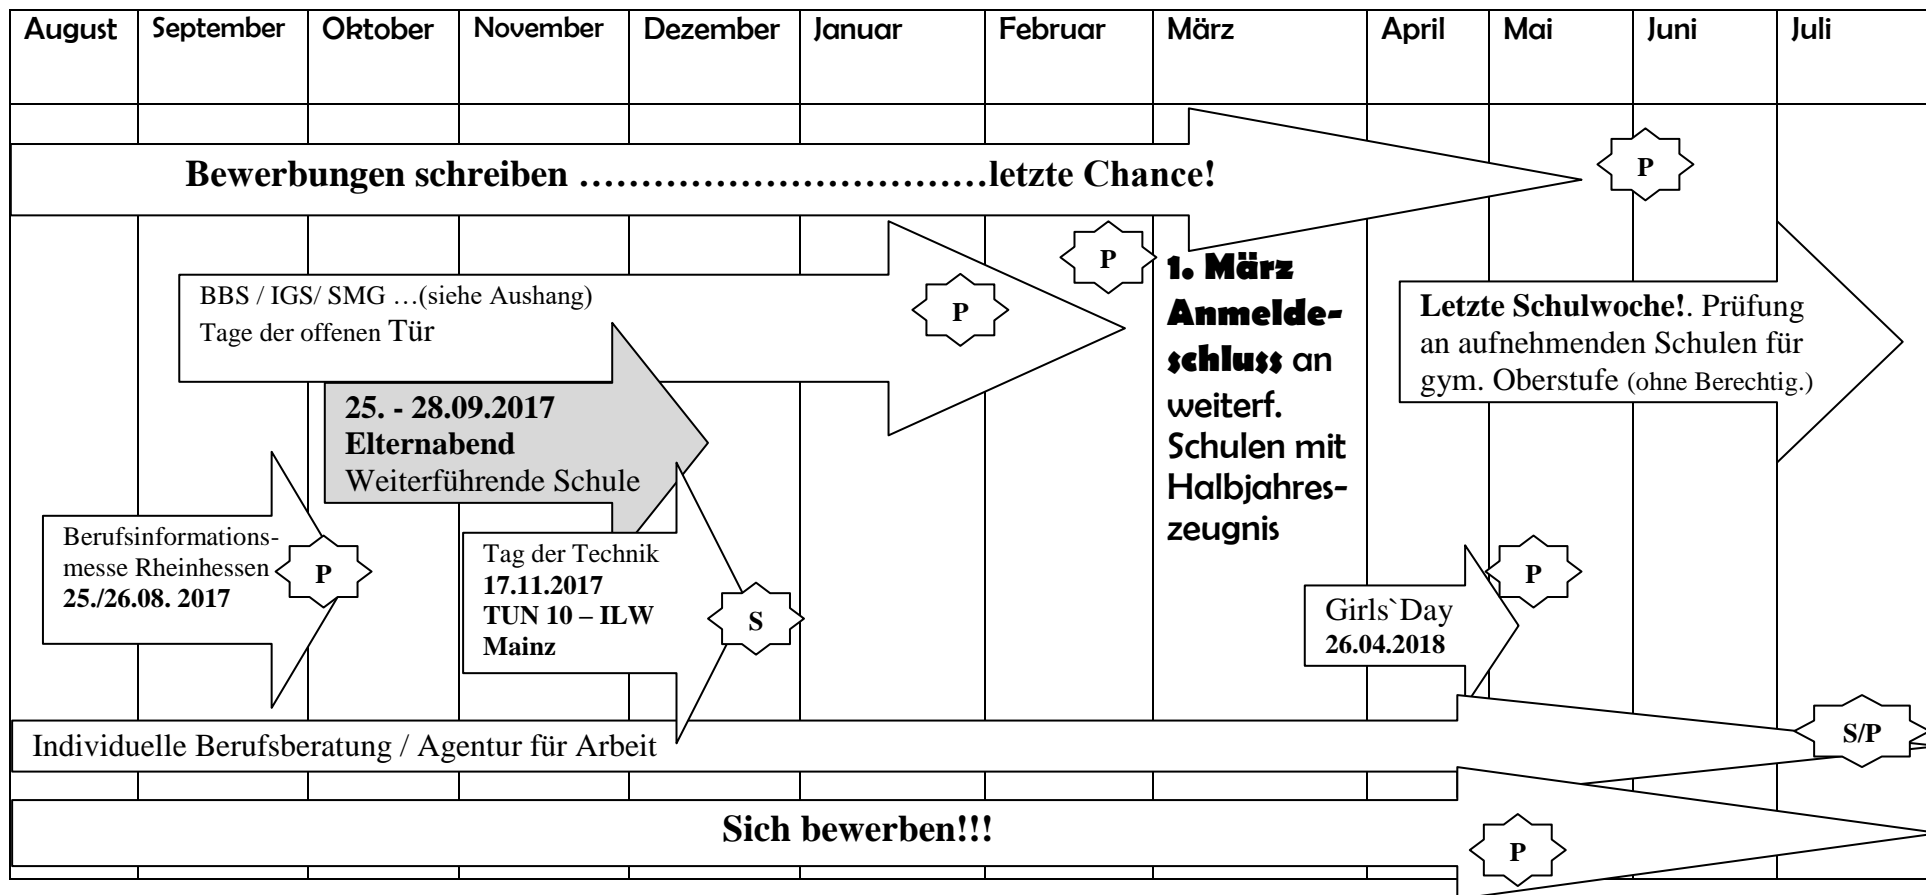 August September Oktober November Dezember Januar Februar März April Mai Juni Juli
Bewerbungen schreiben ……………………………letzte Chance!
P
BBS / IGS/ SMG …(siehe Aushang)
Tage der offenen Tür
P
P
1. März
Anmelde-
schluss an
weiterf.
Schulen mit
Halbjahres-
zeugnis
Letzte Schulwoche!. Prüfung
an aufnehmenden Schulen für
gym. Oberstufe (ohne Berechtig.)
25. - 28.09.2017
Elternabend
Weiterführende Schule
Berufsinformations-
messe Rheinhessen
25./26.08. 2017
P
Tag der Technik
17.11.2017
TUN 10 – ILW
Mainz
S
Girls`Day
26.04.2018
P
Individuelle Berufsberatung / Agentur für Arbeit
S/P
Sich bewerben!!!
P